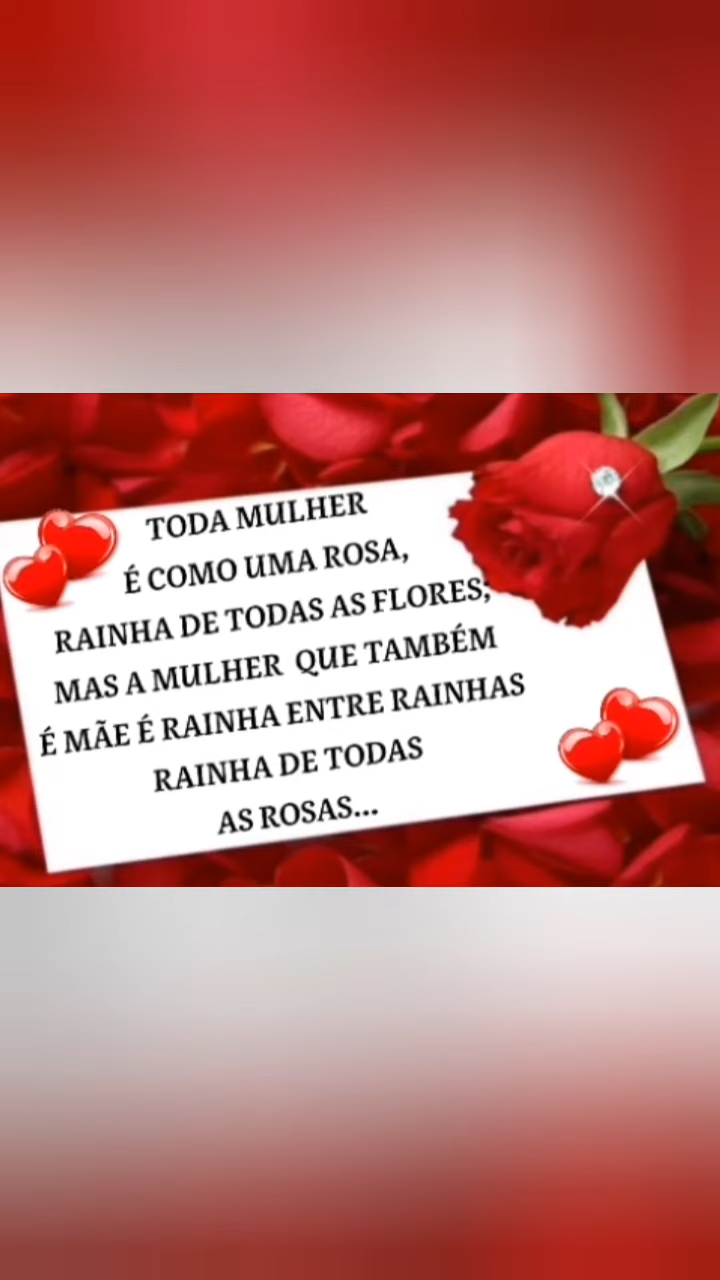 TODA MULHER
É COMO UMA ROSA,
RAINHA DE TODAS AS FLORES;
MAS A MULHER QUE TAMBÉM
É MÃE É RAINHA ENTRE RAINHAS
RAINHA DE TODAS
AS ROSAS...